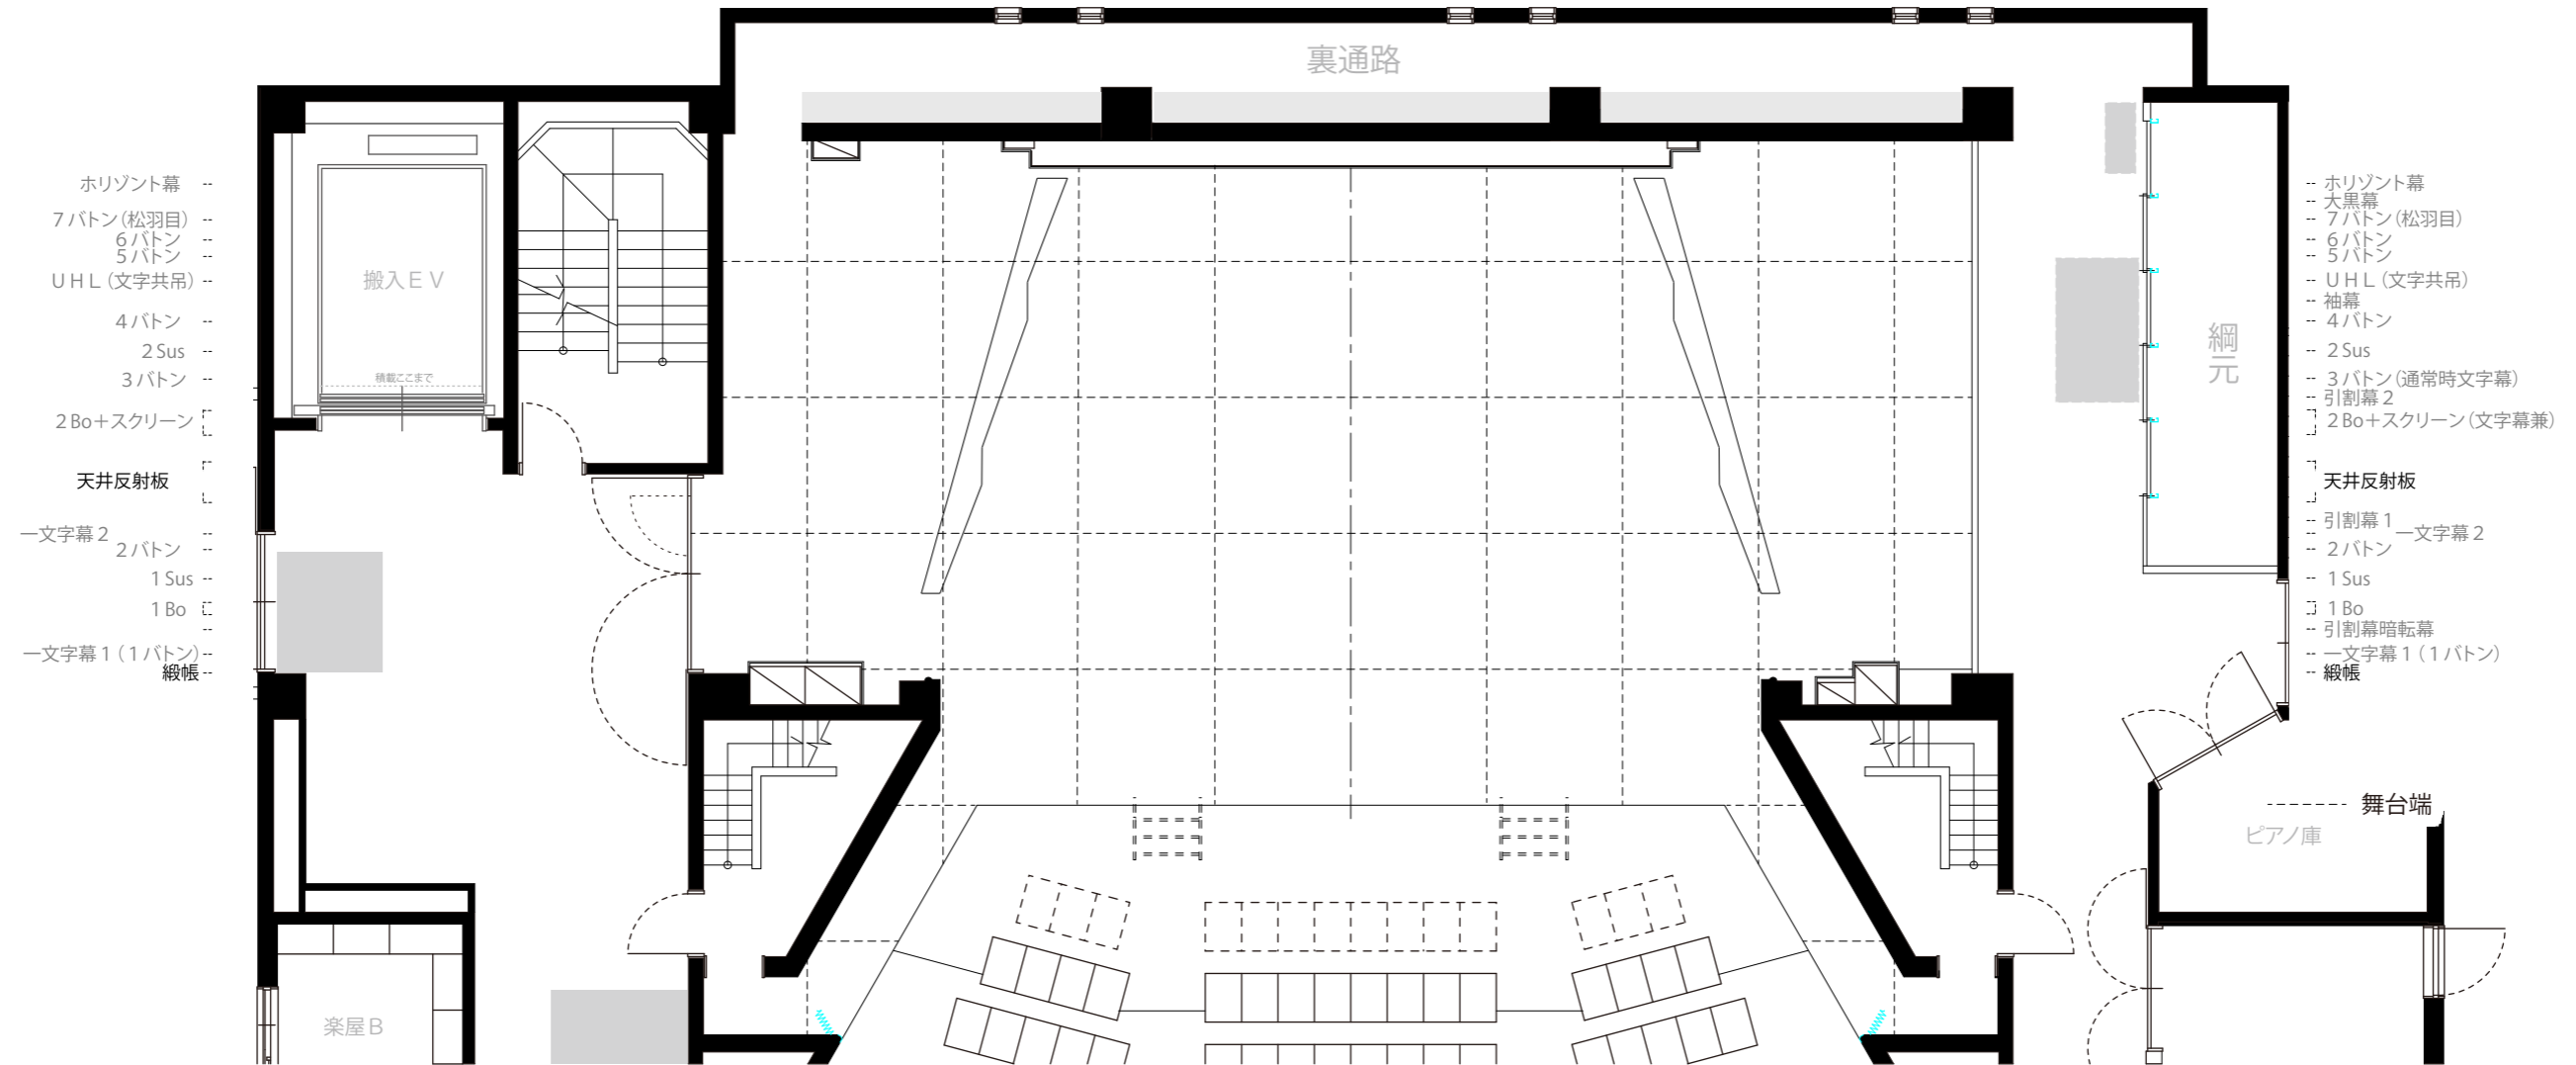 裏通路
ホリゾント幕
7バトン(松羽目)
6バトン
5バトン
UHL(文字共吊)
4バトン
2Sus
3バトン
2Bo+スクリーン
天井反射板
一文字幕2
2バトン
1Sus
1Bo
一文字幕1(1バトン)
緞帳
搬入EV
積載ここまで
楽屋B
綱元
ホリゾント幕
大黒幕
7バトン(松羽目)
6バトン
5バトン
UHL(文字共吊)
袖幕
4バトン
2Sus
3バトン(通常時文字幕)
引割幕2
2Bo+スクリーン(文字幕兼)
天井反射板
引割幕1
一文字幕2
2バトン
1Sus
1Bo
引割幕暗転幕
一文字幕1(1バトン)
緞帳
舞台端
ピアノ庫